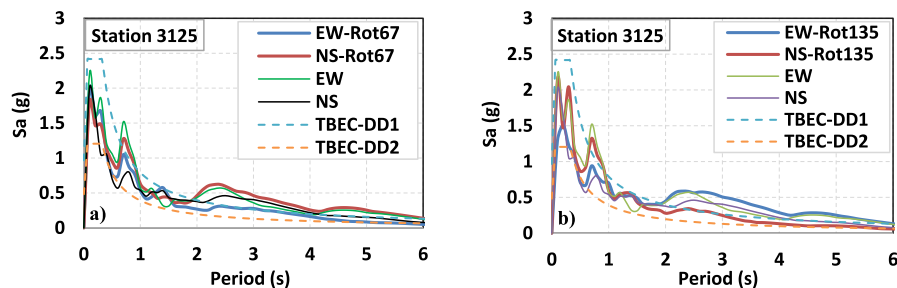 Station 3125
Sa (g)
3
2.5
2
1.5
1
0.5
0
EW-Rot67
NS-Rot67
EW
NS
TBEC-DD1
TBEC-DD2
a)
0 1 2 3 4 5 6
Period (s)
Station 3125
Sa (g)
3
2.5
2
1.5
1
0.5
0
EW-Rot135
NS-Rot135
EW
NS
TBEC-DD1
TBEC-DD2
b)
0 1 2 3 4 5 6
Period (s)